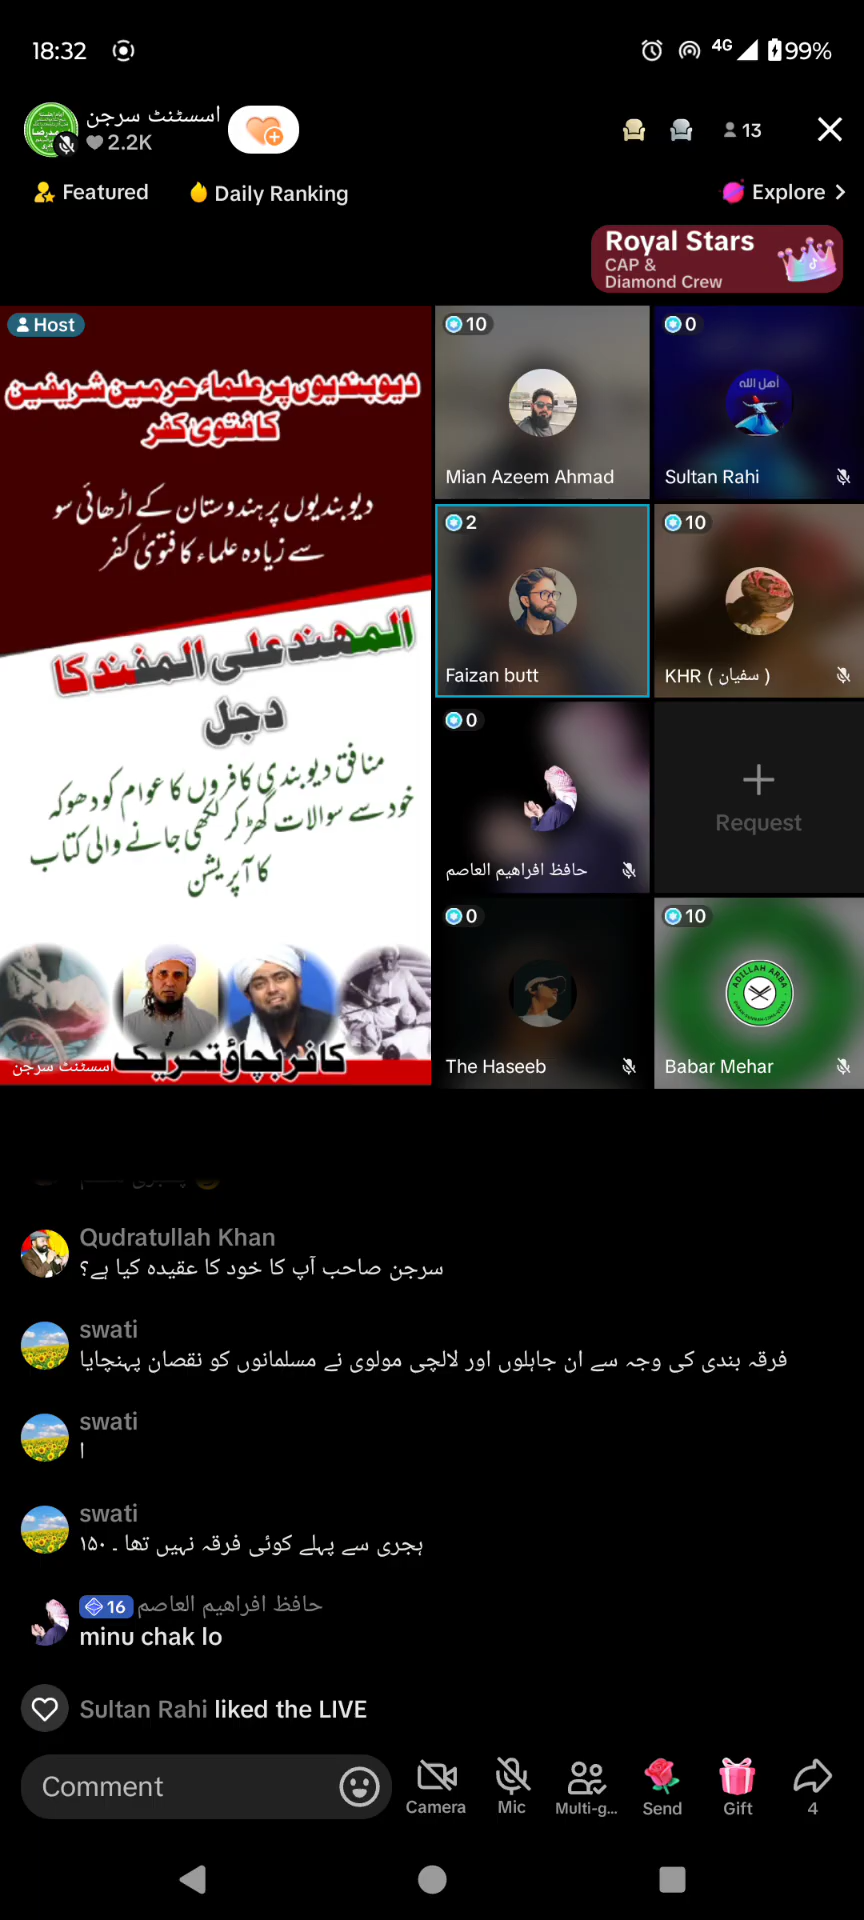 18:32
4G
99%
اسسٹنٹ سرجن
2.2K
13
Featured
Daily Ranking
Explore
Royal Stars
CAP &
Diamond Crew
Host
دیوبندیوں پر علماء حرمین شریفین
کا فتویٰ کفر
دیوبندیوں پر ہندوستان کے اڑھائی سو
سے زیادہ علماء کا فتویٰ کفر
المہند علی المفند کا
دجل
منافق دیوبندی کافروں کا عوام کو دھوکہ
خود سے سوالات گھڑ کر لکھی جانے والی کتاب
کا آپریشن
کافر بچاؤ تحریک
اسسٹنٹ سرجن
10
Mian Azeem Ahmad
0
أهل الله
Sultan Rahi
2
Faizan butt
10
KHR ( سفیان )
0
حافظ افراهيم العاصم
Request
0
The Haseeb
10
ADILLAH ARBA
Babar Mehar
Qudratullah Khan
سرجن صاحب آپ کا خود کا عقیدہ کیا ہے؟
swati
فرقہ بندی کی وجہ سے ان جاہلوں اور لالچی مولوی نے مسلمانوں کو نقصان پہنچایا
swati
ا
swati
ہجری سے پہلے کوئی فرقہ نہیں تھا ۔ ۱۵۰
16 حافظ افراهيم العاصم
minu chak lo
Sultan Rahi liked the LIVE
Comment
Camera
Mic
Multi-g...
Send
Gift
4